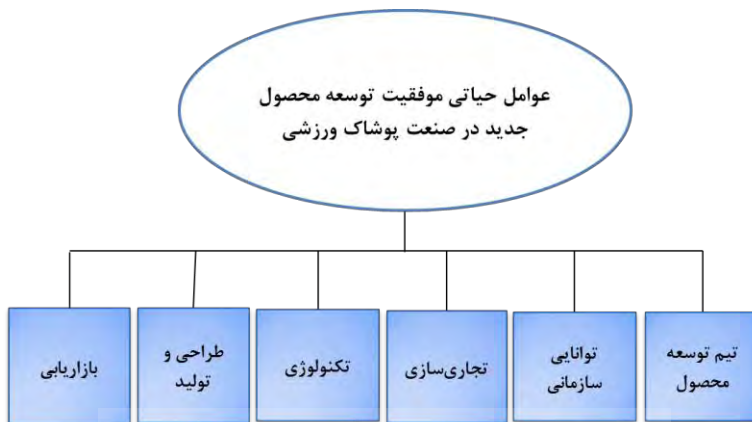 عوامل حیاتی موفقیت توسعه محصول
جدید در صنعت پوشاک ورزشی
تیم توسعه
محصول
توانایی
سازمانی
تجاری‌سازی
تکنولوژی
طراحی و
تولید
بازاریابی